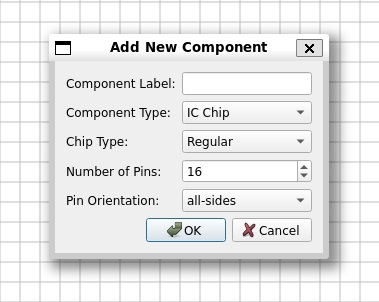 Add New Component
Component Label:
Component Type: IC Chip
Chip Type: Regular
Number of Pins: 16
Pin Orientation: all-sides
OK Cancel